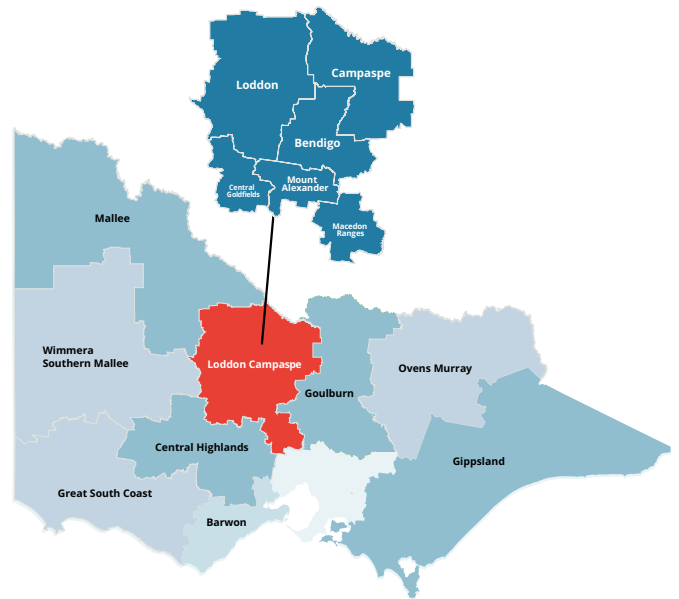 Loddon
Campaspe
Bendigo
Central
Goldfields
Mount
Alexander
Macedon
Ranges
Mallee
Wimmera
Southern Mallee
Loddon Campaspe
Ovens Murray
Goulburn
Central Highlands
Gippsland
Great South Coast
Barwon